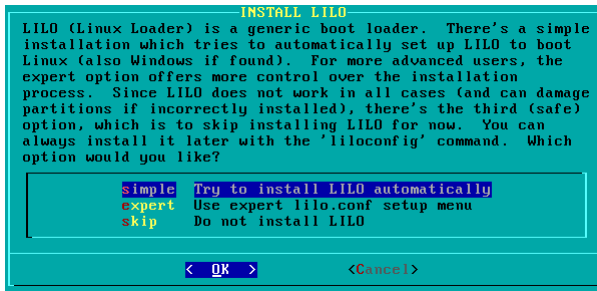 INSTALL LILO
LILO (Linux Loader) is a generic boot loader.  There's a simple
installation which tries to automatically set up LILO to boot
Linux (also Windows if found).  For more advanced users, the
expert option offers more control over the installation
process.  Since LILO does not work in all cases (and can damage
partitions if incorrectly installed), there's the third (safe)
option, which is to skip installing LILO for now.  You can
always install it later with the 'liloconfig' command.  Which
option would you like?
simple  Try to install LILO automatically
expert  Use expert lilo.conf setup menu
skip    Do not install LILO
<  OK  >          <Cancel>